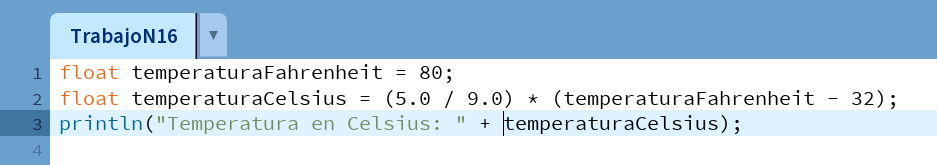 TrabajoN16 ▼
1 float temperaturaFahrenheit = 80;
2 float temperaturaCelsius = (5.0 / 9.0) * (temperaturaFahrenheit - 32);
3 println("Temperatura en Celsius: " + temperaturaCelsius);
4